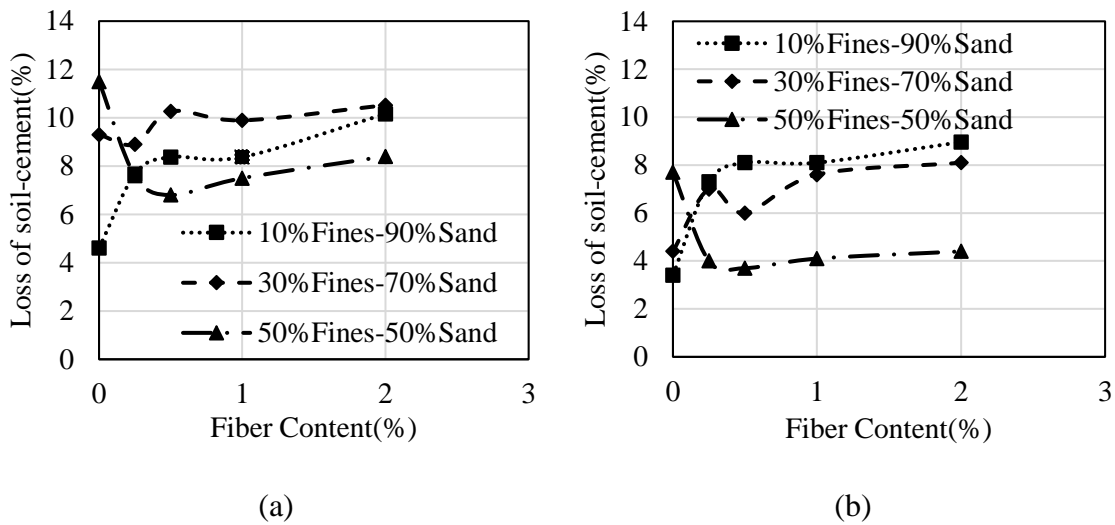 14
12
10
8
6
4
2
0
Loss of soil-cement(%)
10%Fines-90%Sand
30%Fines-70%Sand
50%Fines-50%Sand
0 1 2 3
Fiber Content(%)
(a)
14
12
10
8
6
4
2
0
Loss of soil-cement(%)
10%Fines-90%Sand
30%Fines-70%Sand
50%Fines-50%Sand
0 1 2 3
Fiber Content(%)
(b)